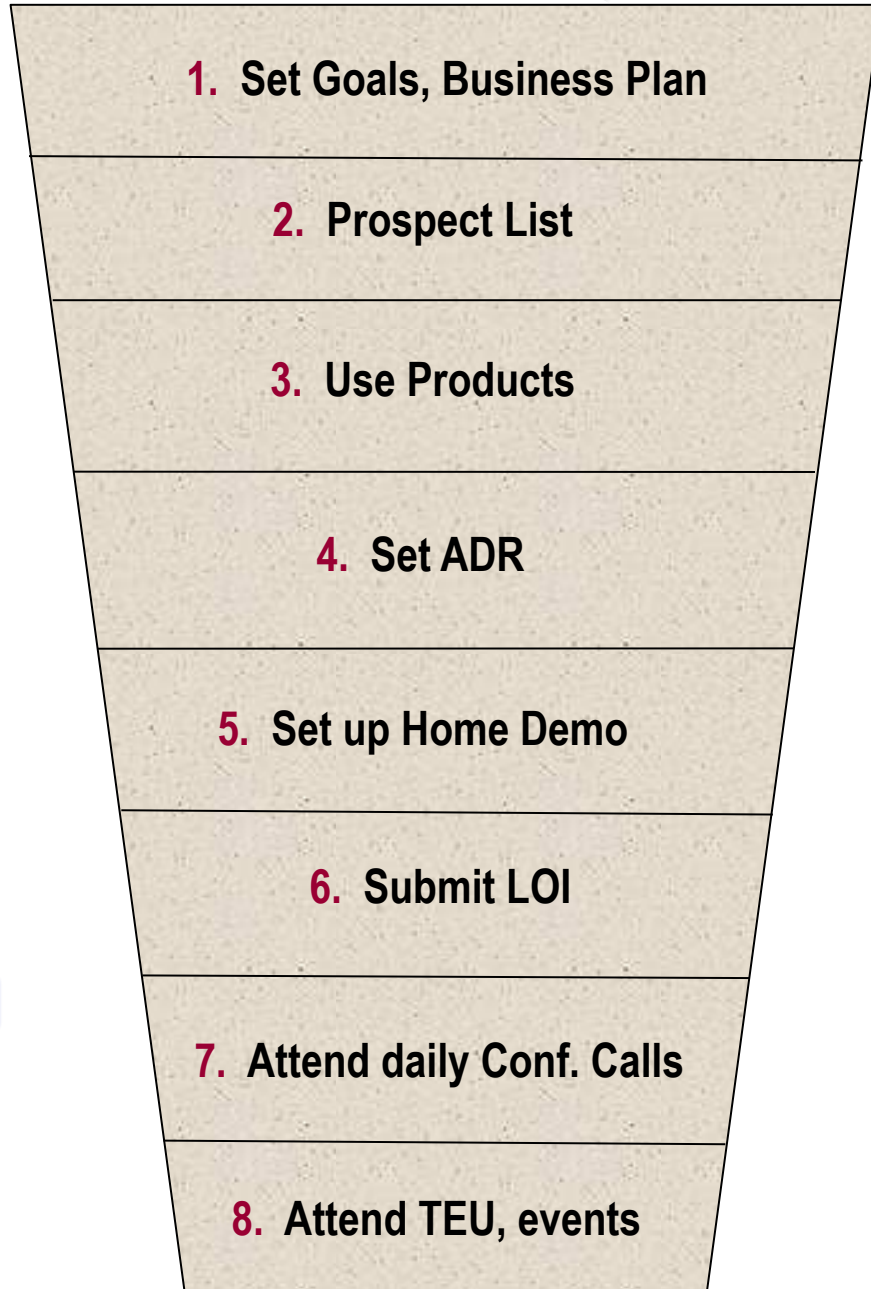 1. Set Goals, Business Plan
2. Prospect List
3. Use Products
4. Set ADR
5. Set up Home Demo
6. Submit LOI
7. Attend daily Conf. Calls
8. Attend TEU, events